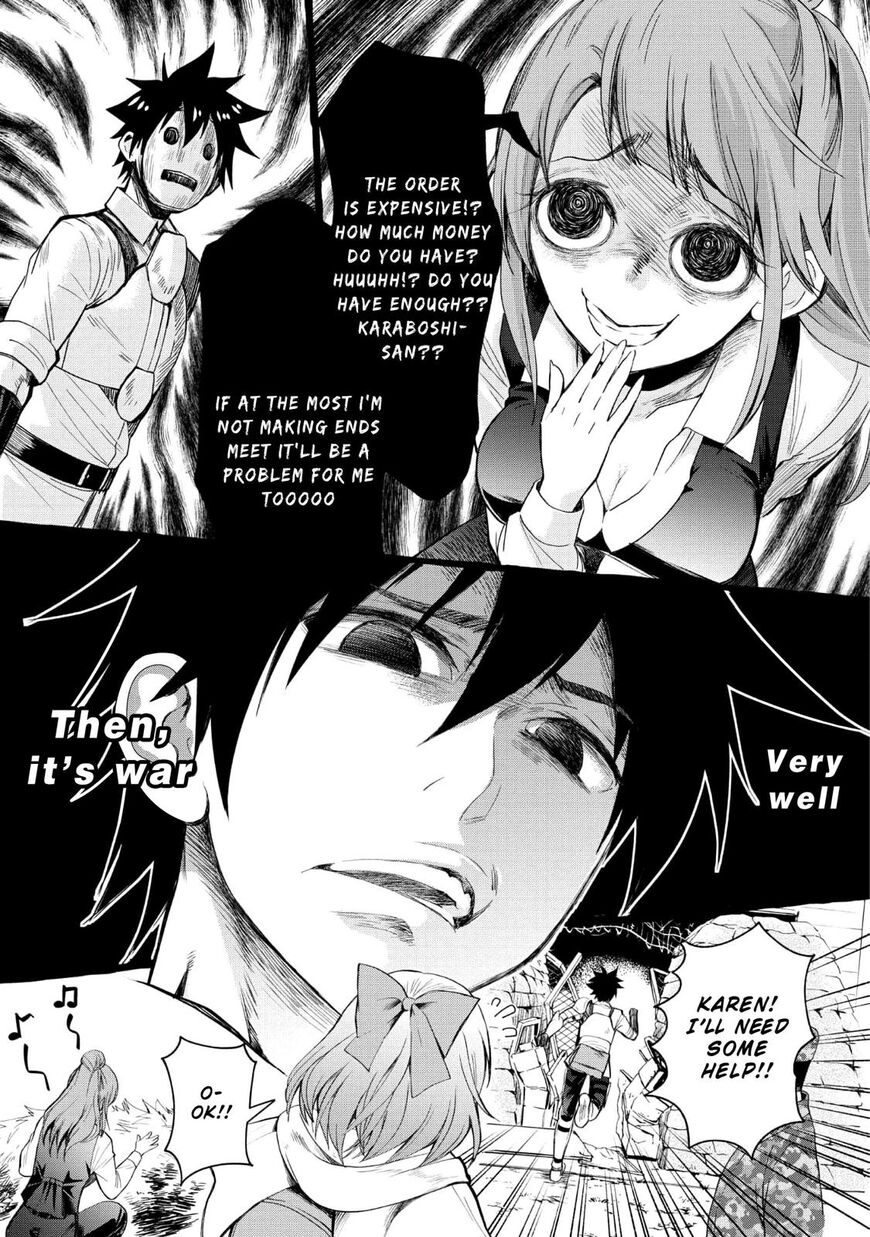 THE ORDER
IS EXPENSIVE!?
HOW MUCH MONEY
DO YOU HAVE?
HUUUHH!? DO YOU
HAVE ENOUGH??
KARABOSHI-
SAN??
IF AT THE MOST I'M
NOT MAKING ENDS
MEET IT'LL BE A
PROBLEM FOR ME
TOOOOO
Very
well
Then,
it's war
KAREN!
I'LL NEED
SOME
HELP!!
O-
OK!!